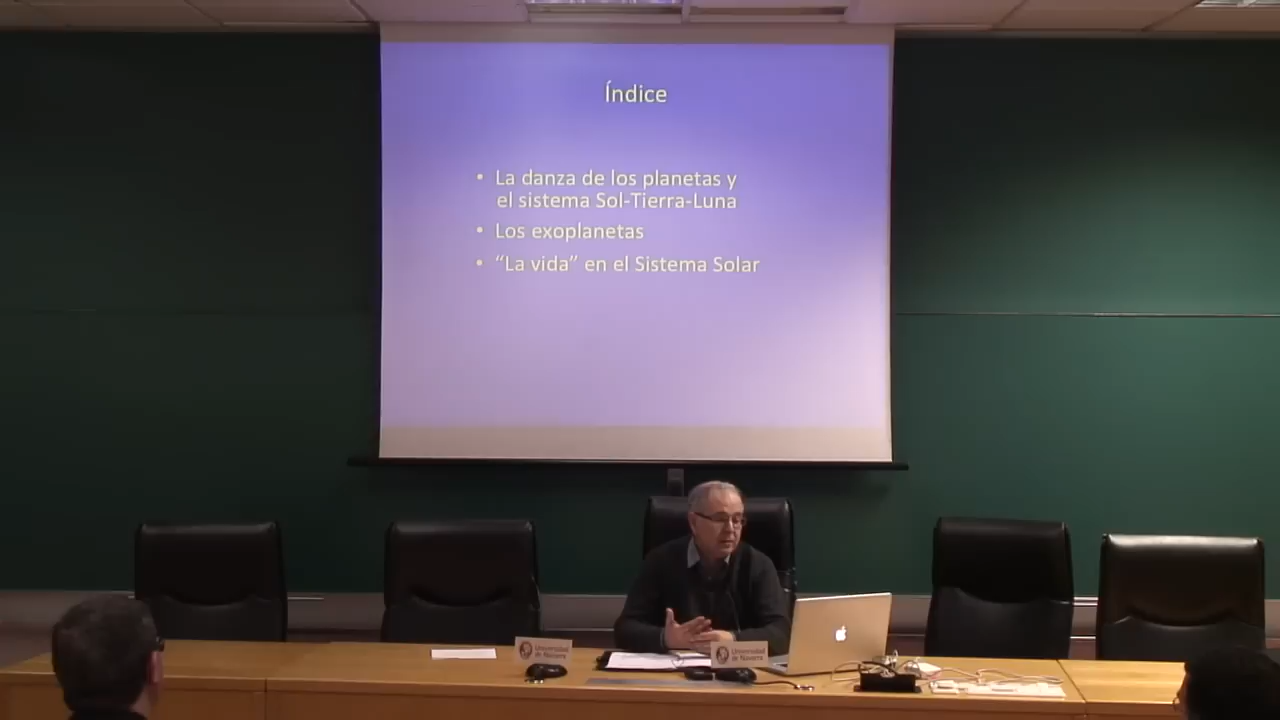 Índice
• La danza de los planetas y
el sistema Sol-Tierra-Luna
• Los exoplanetas
• “La vida” en el Sistema Solar
Universidad
de Navarra
Universidad
de Navarra